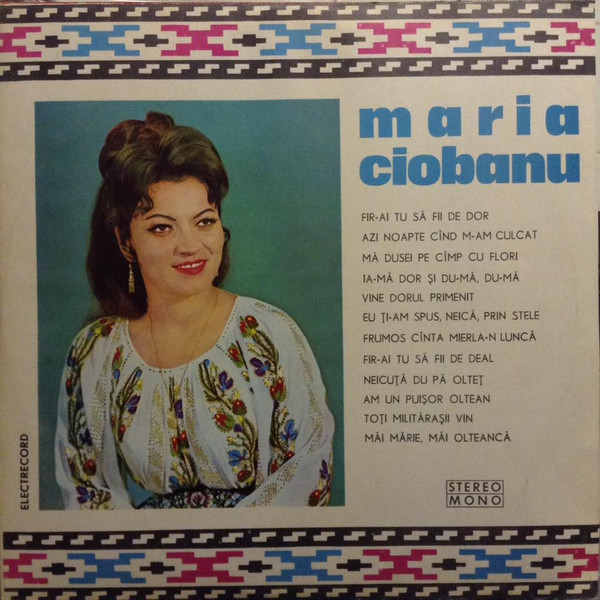 maria
ciobanu
FIR-AI TU SĂ FII DE DOR
AZI NOAPTE CÎND M-AM CULCAT
MĂ DUSEI PE CÎMP CU FLORI
IA-MĂ DOR ȘI DU-MĂ, DU-MĂ
VINE DORUL PRIMENIT
EU ȚI-AM SPUS, NEICĂ, PRIN STELE
FRUMOS CÎNTA MIERLA-N LUNCĂ
FIR-AI TU SĂ FII DE DEAL
NEICUȚĂ DU PĂ OLTEȚ
AM UN PUIȘOR OLTEAN
TOȚI MILITĂRAȘII VIN
MĂI MĂRIE, MĂI OLTEANCĂ
ELECTRECORD
STEREO
MONO